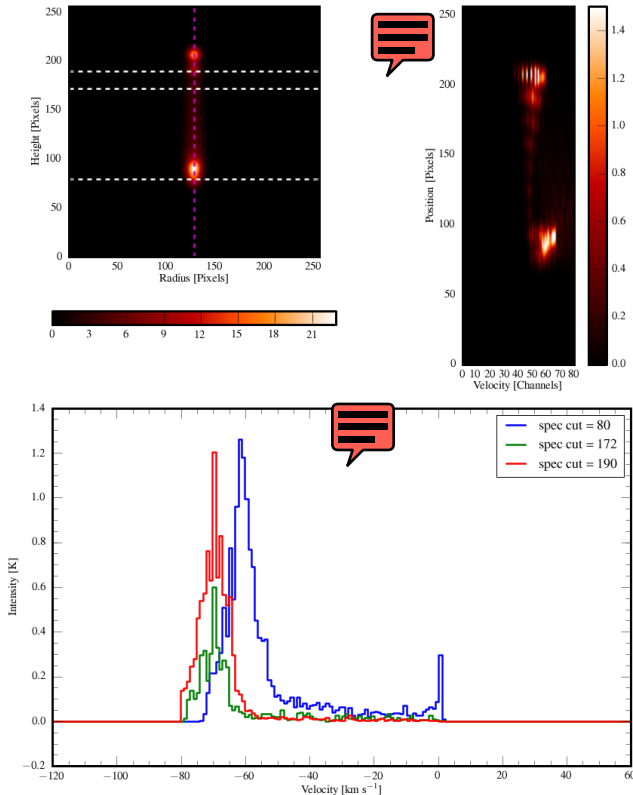 250
200
150
100
50
0
Height [Pixels]
0 50 100 150 200 250
Radius [Pixels]
0 3 6 9 12 15 18 21
250
200
150
100
50
0
Position [Pixels]
0 10 20 30 40 50 60 70 80
Velocity [Channels]
1.4
1.2
1.0
0.8
0.6
0.4
0.2
0.0
1.4
1.2
1.0
0.8
0.6
0.4
0.2
0.0
−0.2
Intensity [K]
spec cut = 80
spec cut = 172
spec cut = 190
−120 −100 −80 −60 −40 −20 0 20 40 60
Velocity [km s⁻¹]